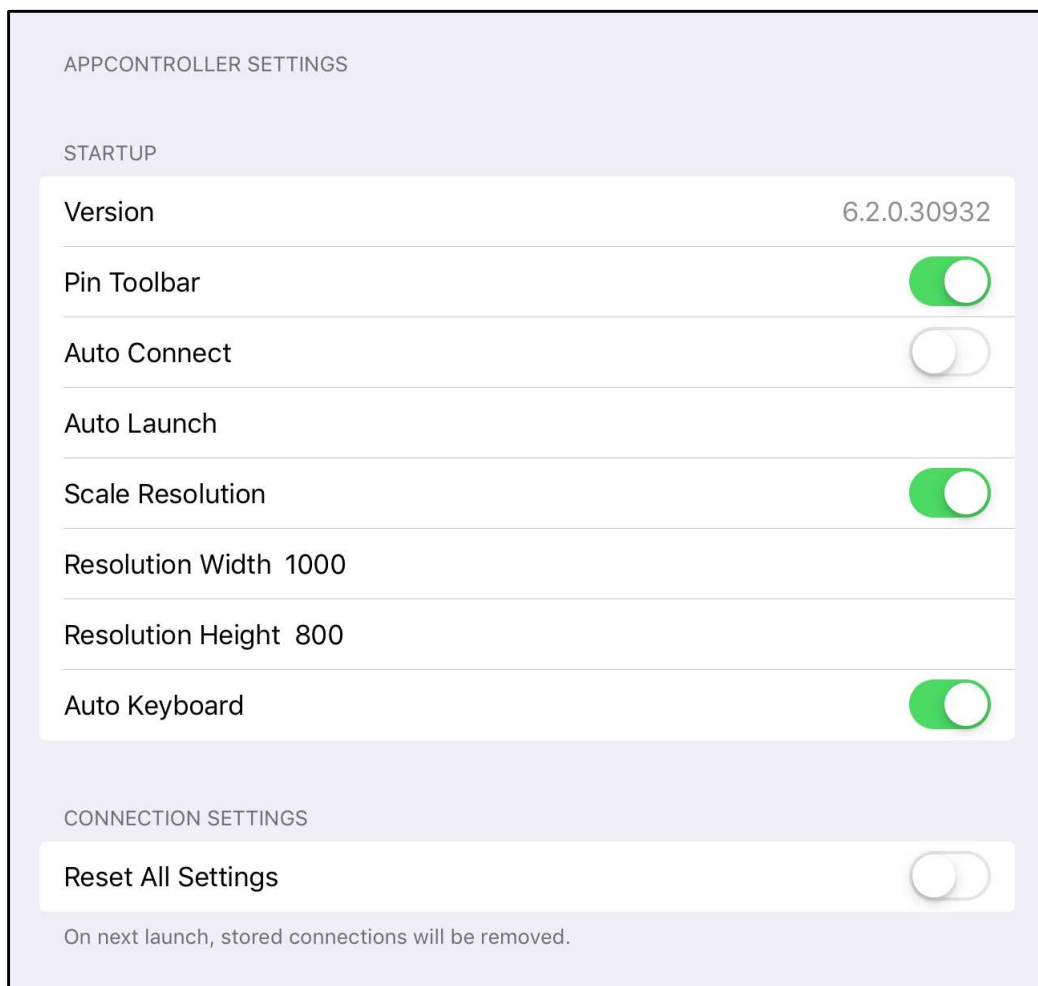 APPCONTROLLER SETTINGS
STARTUP
Version 6.2.0.30932
Pin Toolbar
Auto Connect
Auto Launch
Scale Resolution
Resolution Width 1000
Resolution Height 800
Auto Keyboard
CONNECTION SETTINGS
Reset All Settings
On next launch, stored connections will be removed.